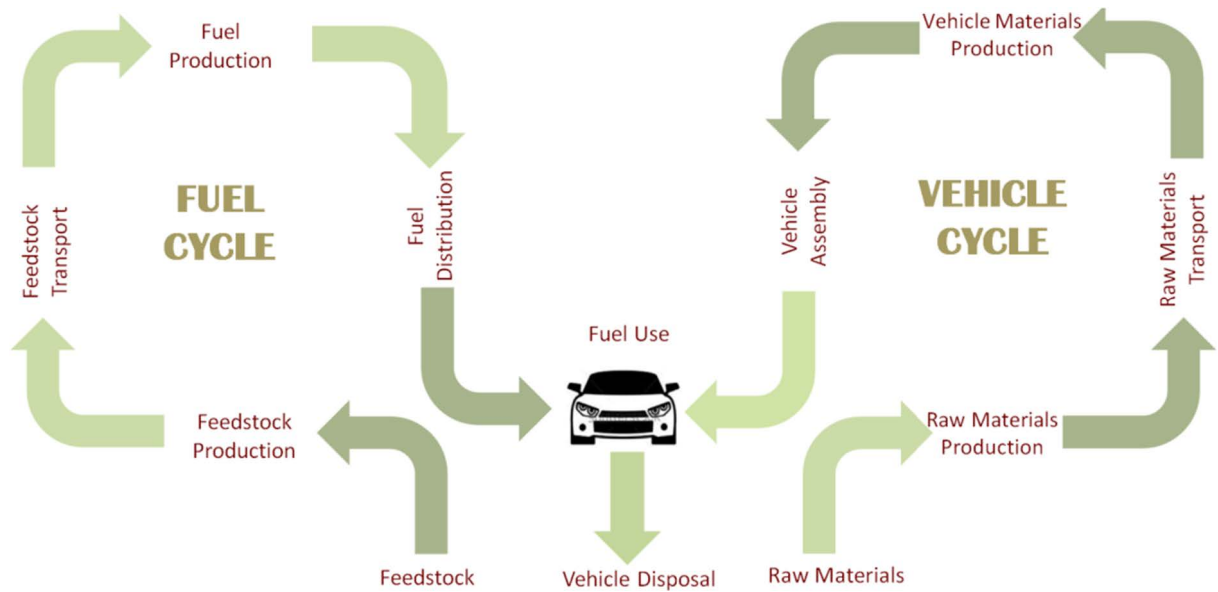 Fuel
Production
Vehicle Materials
Production
FUEL
CYCLE
VEHICLE
CYCLE
Feedstock
Transport
Fuel
Distribution
Vehicle
Assembly
Raw Materials
Transport
Fuel Use
Feedstock
Production
Raw Materials
Production
Feedstock
Vehicle Disposal
Raw Materials